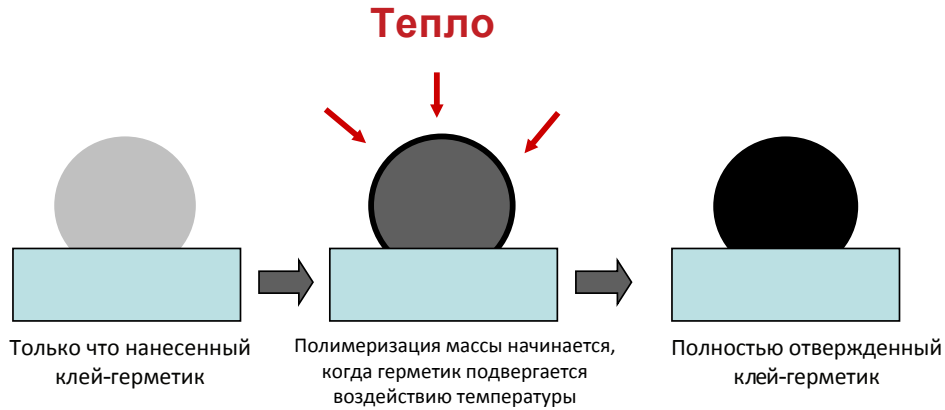 Тепло
Только что нанесенный
клей-герметик
Полимеризация массы начинается,
когда герметик подвергается
воздействию температуры
Полностью отвержденный
клей-герметик